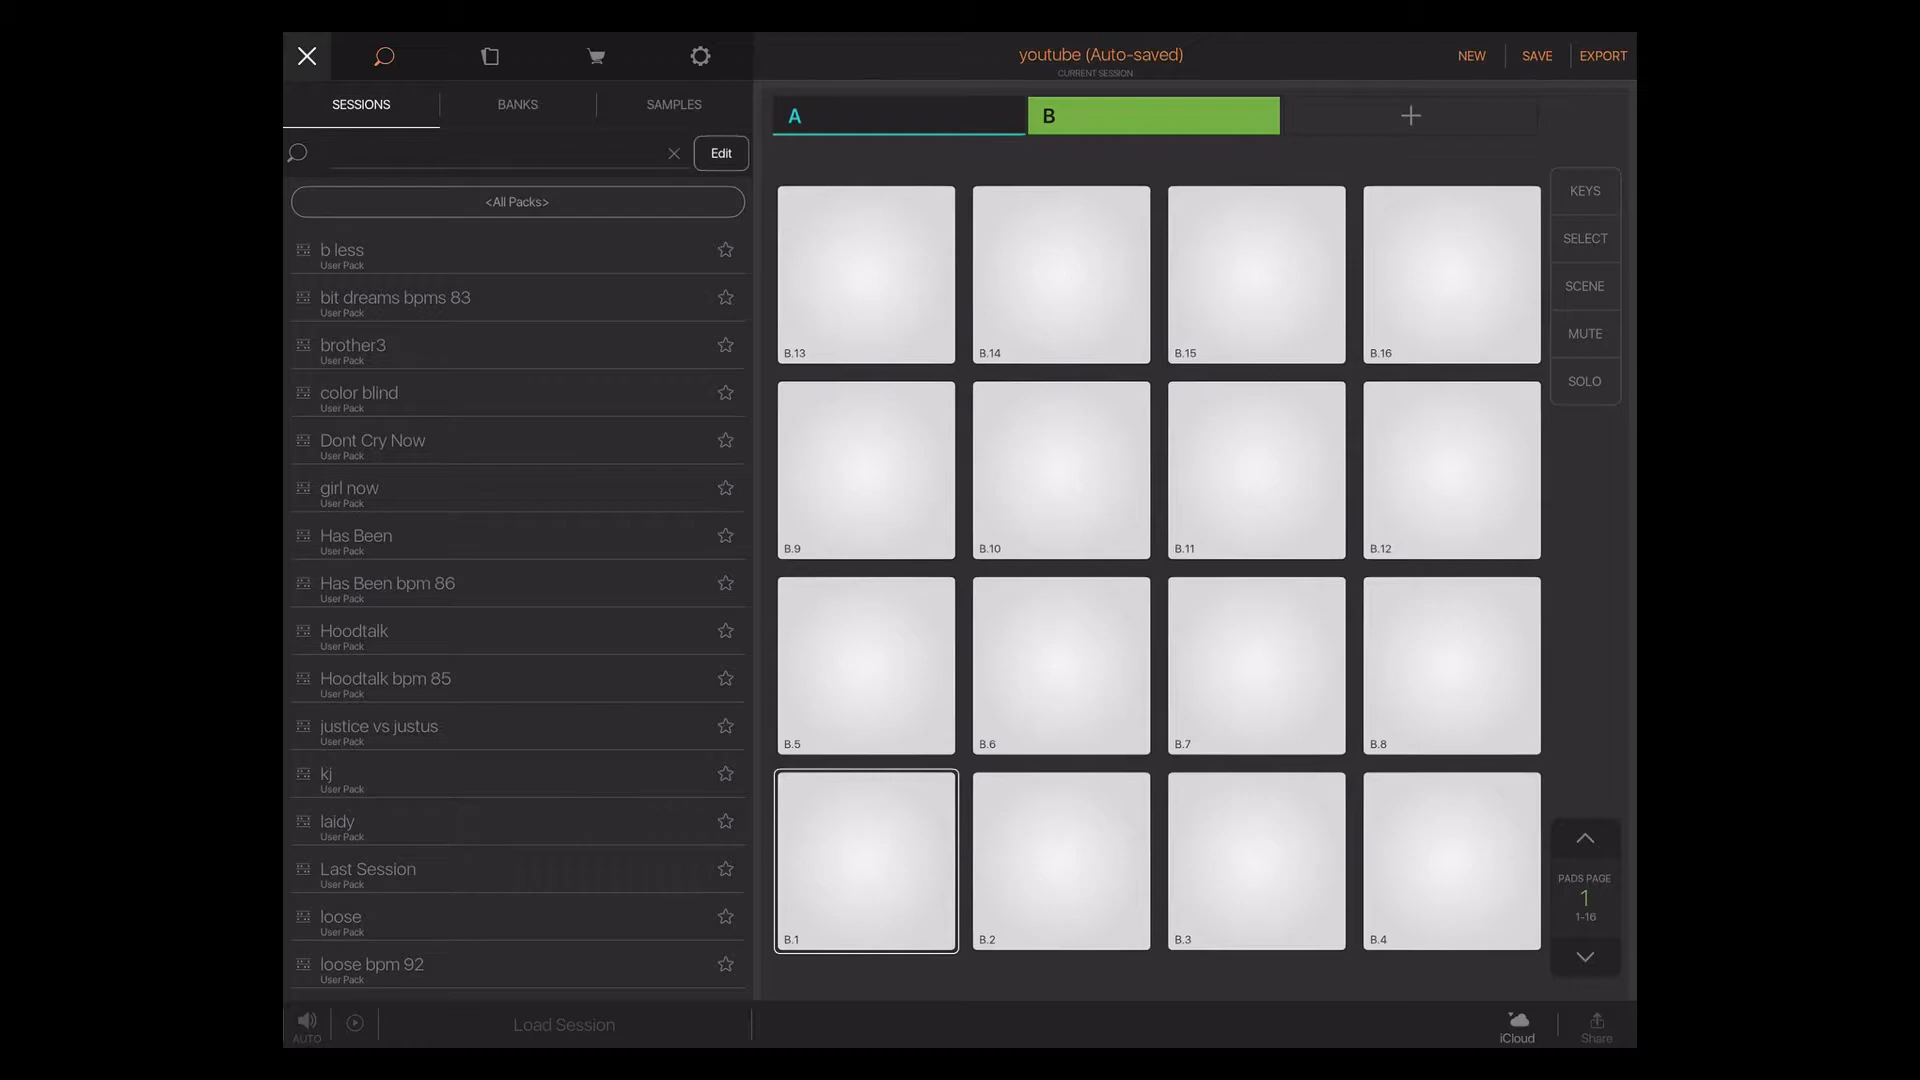 youtube (Auto-saved)
CURRENT SESSION
NEW
SAVE
EXPORT
SESSIONS
BANKS
SAMPLES
Edit
<All Packs>
b less
User Pack
bit dreams bpms 83
User Pack
brother3
User Pack
color blind
User Pack
Dont Cry Now
User Pack
girl now
User Pack
Has Been
User Pack
Has Been bpm 86
User Pack
Hoodtalk
User Pack
Hoodtalk bpm 85
User Pack
justice vs justus
User Pack
kj
User Pack
laidy
User Pack
Last Session
User Pack
loose
User Pack
loose bpm 92
User Pack
AUTO
Load Session
A
B
B.13
B.14
B.15
B.16
B.9
B.10
B.11
B.12
B.5
B.6
B.7
B.8
B.1
B.2
B.3
B.4
KEYS
SELECT
SCENE
MUTE
SOLO
PADS PAGE
1
1-16
iCloud
Share